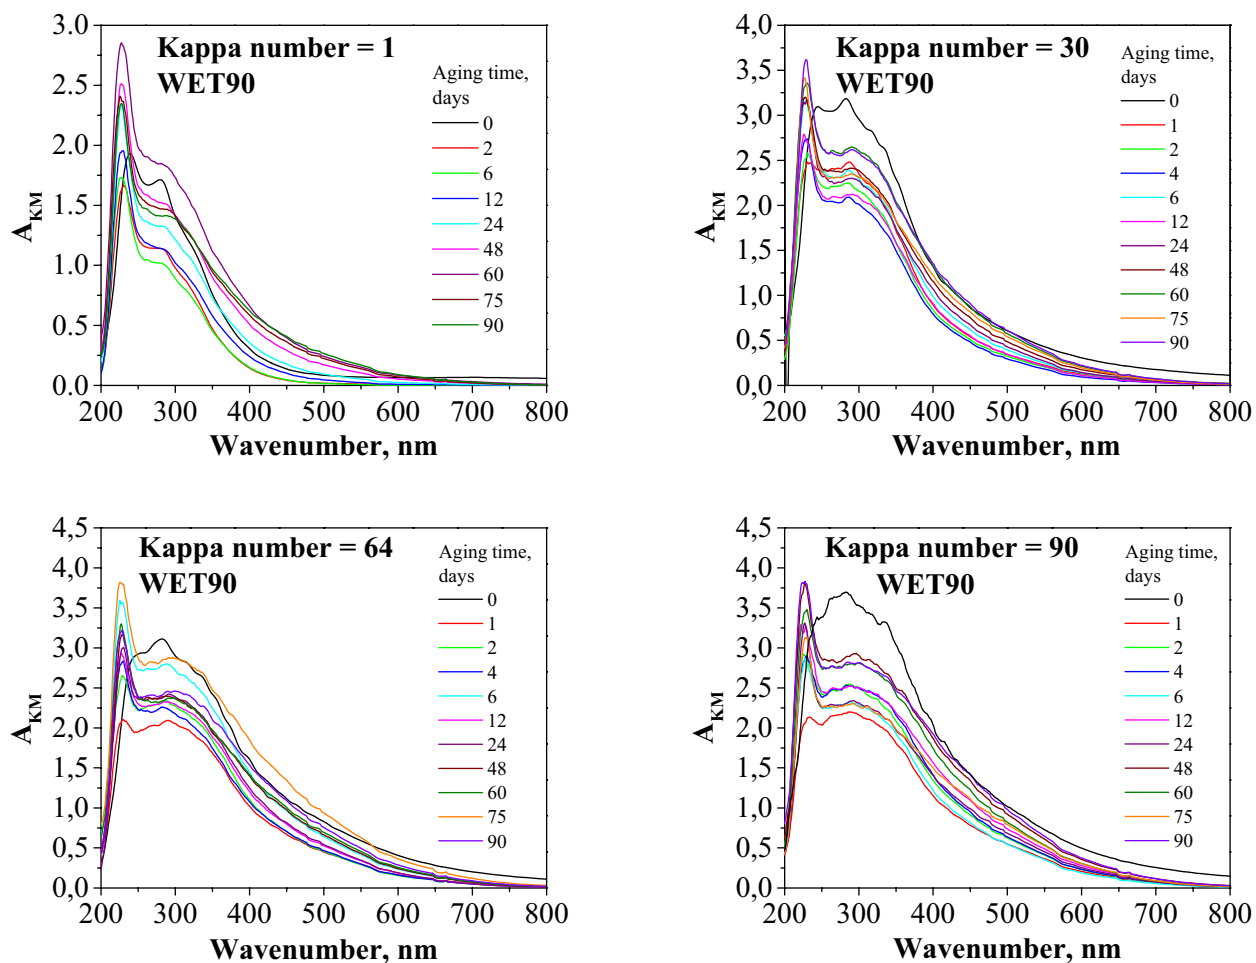 Kappa number = 1
WET90
Aging time,
days
0
2
6
12
24
48
60
75
90
3.0
2.5
2.0
1.5
1.0
0.5
0.0
A_KM
200 300 400 500 600 700 800
Wavenumber, nm
Kappa number = 30
WET90
Aging time,
days
0
1
2
4
6
12
24
48
60
75
90
4,0
3,5
3,0
2,5
2,0
1,5
1,0
0,5
0,0
A_KM
200 300 400 500 600 700 800
Wavenumber, nm
Kappa number = 64
WET90
Aging time,
days
0
1
2
4
6
12
24
48
60
75
90
4,5
4,0
3,5
3,0
2,5
2,0
1,5
1,0
0,5
0,0
A_KM
200 300 400 500 600 700 800
Wavenumber, nm
Kappa number = 90
WET90
Aging time,
days
0
1
2
4
6
12
24
48
60
75
90
4,5
4,0
3,5
3,0
2,5
2,0
1,5
1,0
0,5
0,0
A_KM
200 300 400 500 600 700 800
Wavenumber, nm